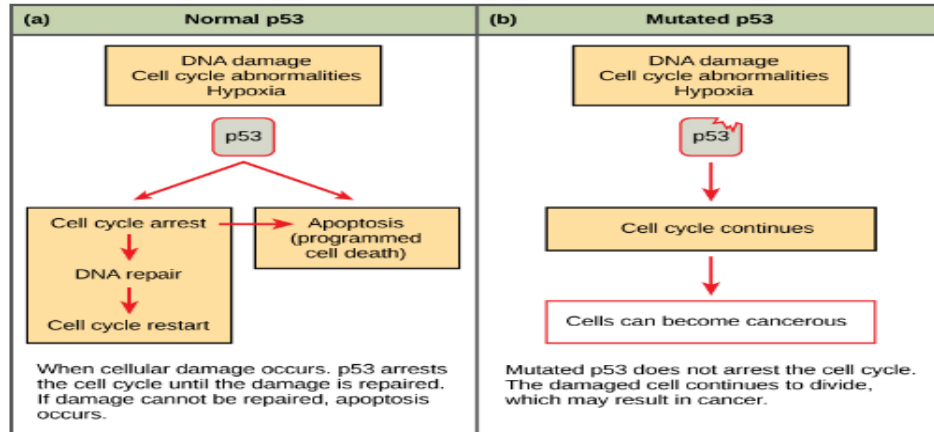 (a) Normal p53
DNA damage
Cell cycle abnormalities
Hypoxia
p53
Cell cycle arrest
DNA repair
Cell cycle restart
Apoptosis
(programmed
cell death)
When cellular damage occurs. p53 arrests
the cell cycle until the damage is repaired.
If damage cannot be repaired, apoptosis
occurs.
(b) Mutated p53
DNA damage
Cell cycle abnormalities
Hypoxia
p53
Cell cycle continues
Cells can become cancerous
Mutated p53 does not arrest the cell cycle.
The damaged cell continues to divide,
which may result in cancer.